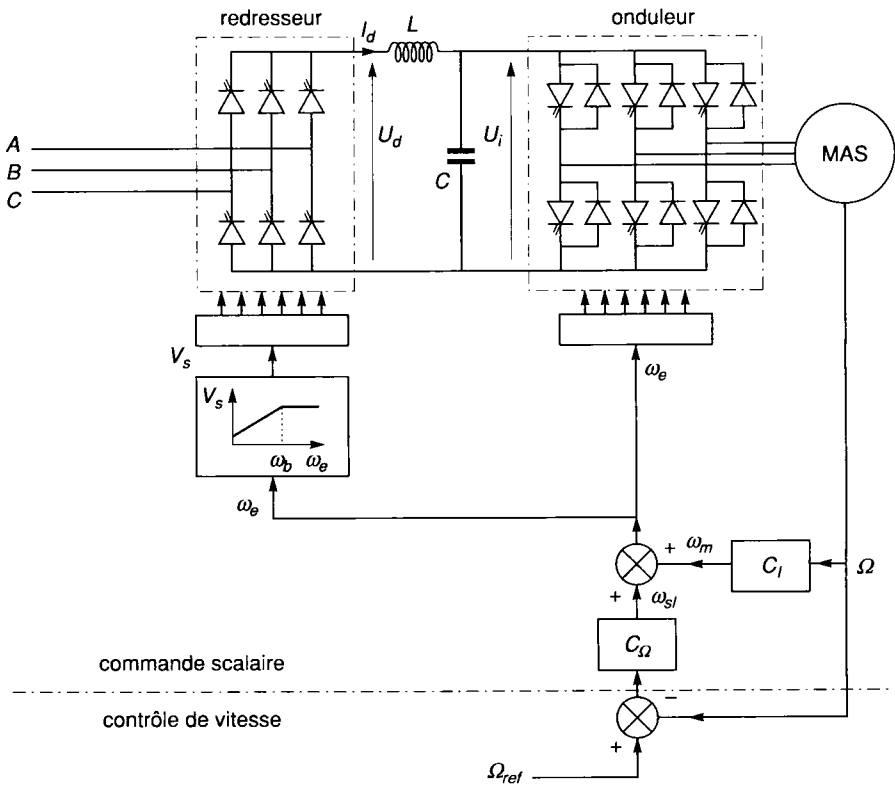 redresseur
onduleur
I_d
L
A
B
C
U_d
C
U_i
MAS
V_s
ω_e
V_s
ω_b ω_e
ω_e
+ ω_m
C_l
Ω
+ ω_sl
C_Ω
commande scalaire
contrôle de vitesse
−
+
Ω_ref